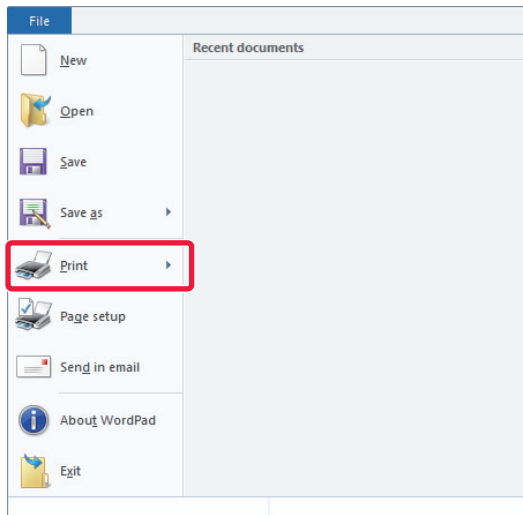 File
Recent documents
New
Open
Save
Save as
Print
Page setup
Send in email
About WordPad
Exit